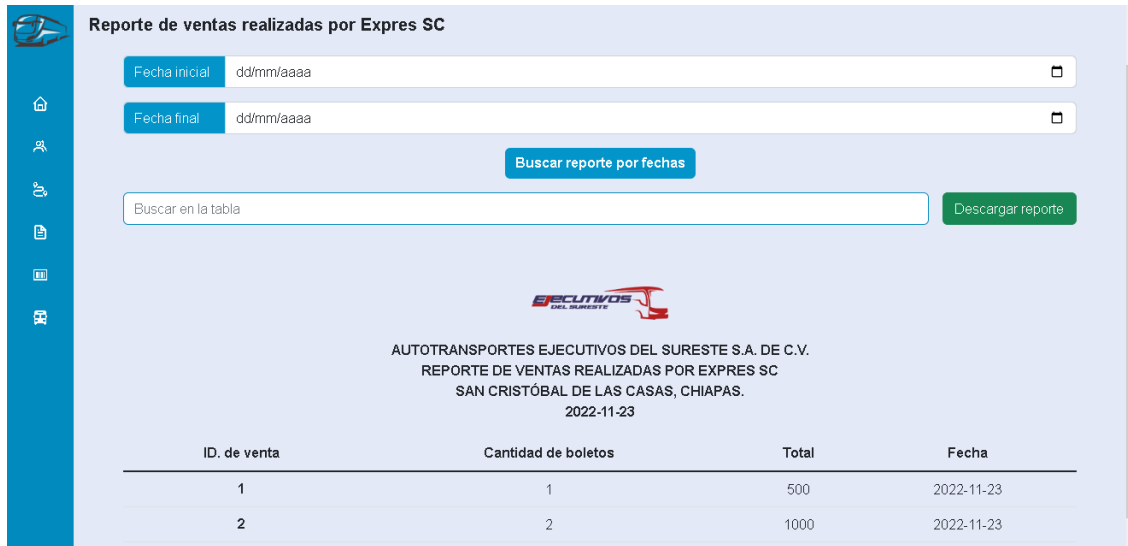 Reporte de ventas realizadas por Expres SC
Fecha inicial dd/mm/aaaa
Fecha final dd/mm/aaaa
Buscar reporte por fechas
Buscar en la tabla Descargar reporte
EJECUTIVOS
DEL SURESTE
AUTOTRANSPORTES EJECUTIVOS DEL SURESTE S.A. DE C.V.
REPORTE DE VENTAS REALIZADAS POR EXPRES SC
SAN CRISTÓBAL DE LAS CASAS, CHIAPAS.
2022-11-23
ID. de venta Cantidad de boletos Total Fecha
1 1 500 2022-11-23
2 2 1000 2022-11-23